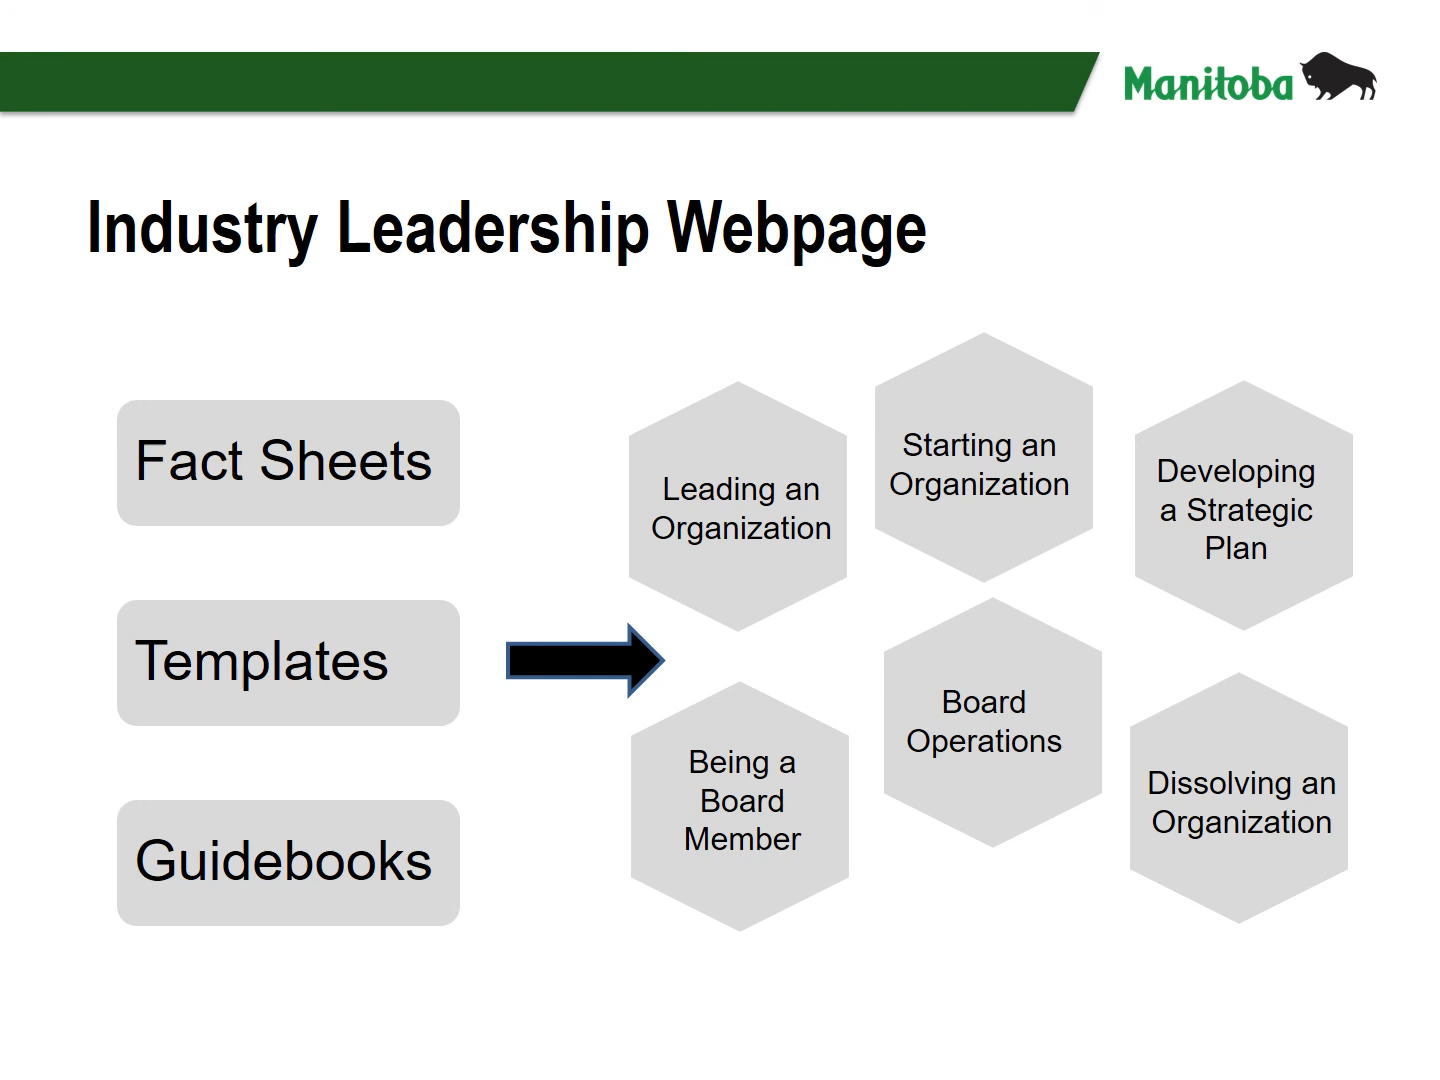 Manitoba
Industry Leadership Webpage
Fact Sheets
Templates
Guidebooks
Leading an
Organization
Starting an
Organization
Developing
a Strategic
Plan
Being a
Board
Member
Board
Operations
Dissolving an
Organization